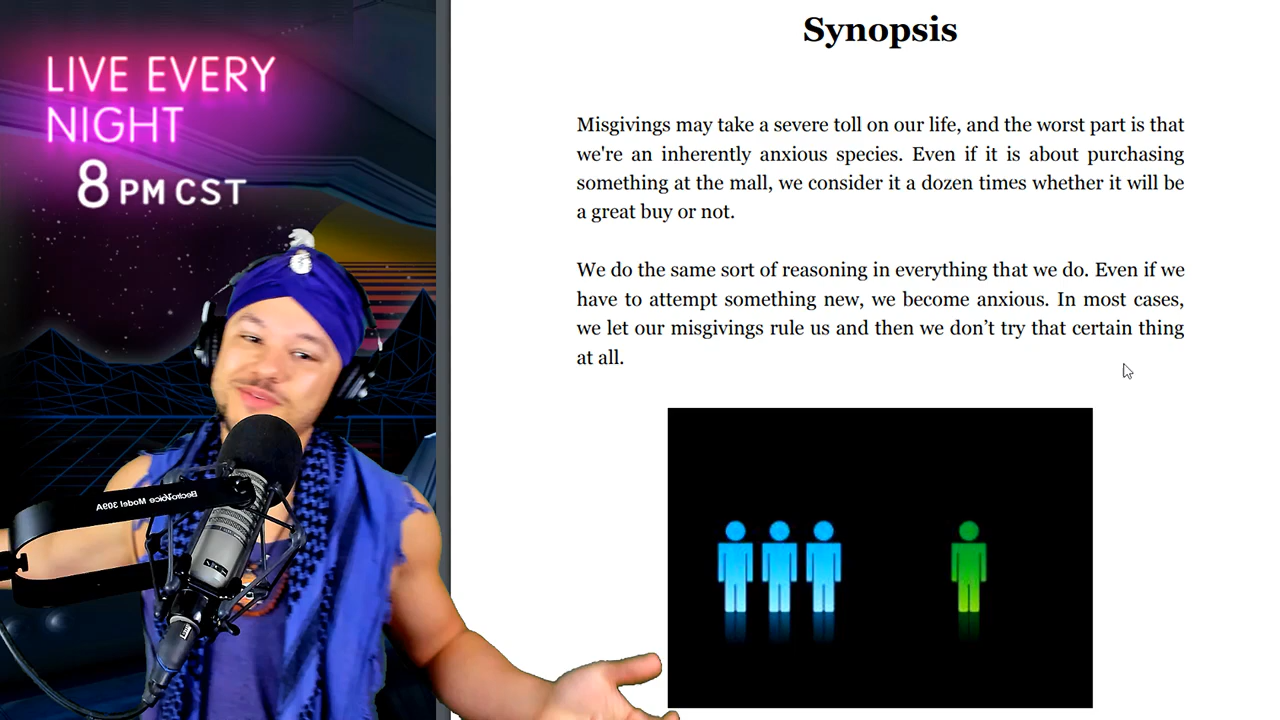 LIVE EVERY
NIGHT
8 PM CST
ElectroVoice Model 309A
Synopsis
Misgivings may take a severe toll on our life, and the worst part is that
we're an inherently anxious species. Even if it is about purchasing
something at the mall, we consider it a dozen times whether it will be
a great buy or not.
We do the same sort of reasoning in everything that we do. Even if we
have to attempt something new, we become anxious. In most cases,
we let our misgivings rule us and then we don’t try that certain thing
at all.